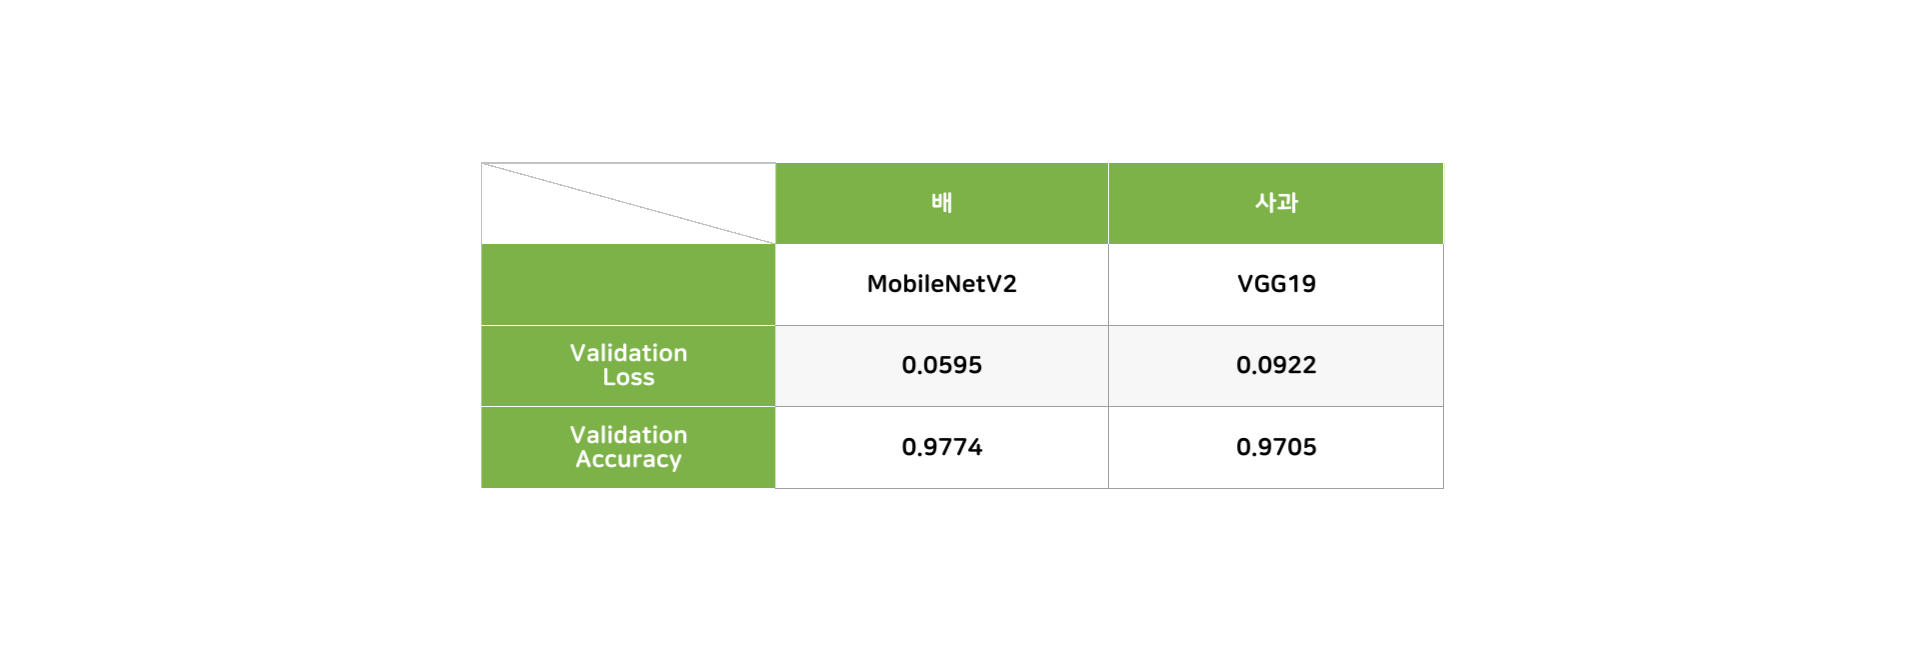 배 사과
MobileNetV2 VGG19
Validation
Loss
0.0595 0.0922
Validation
Accuracy
0.9774 0.9705